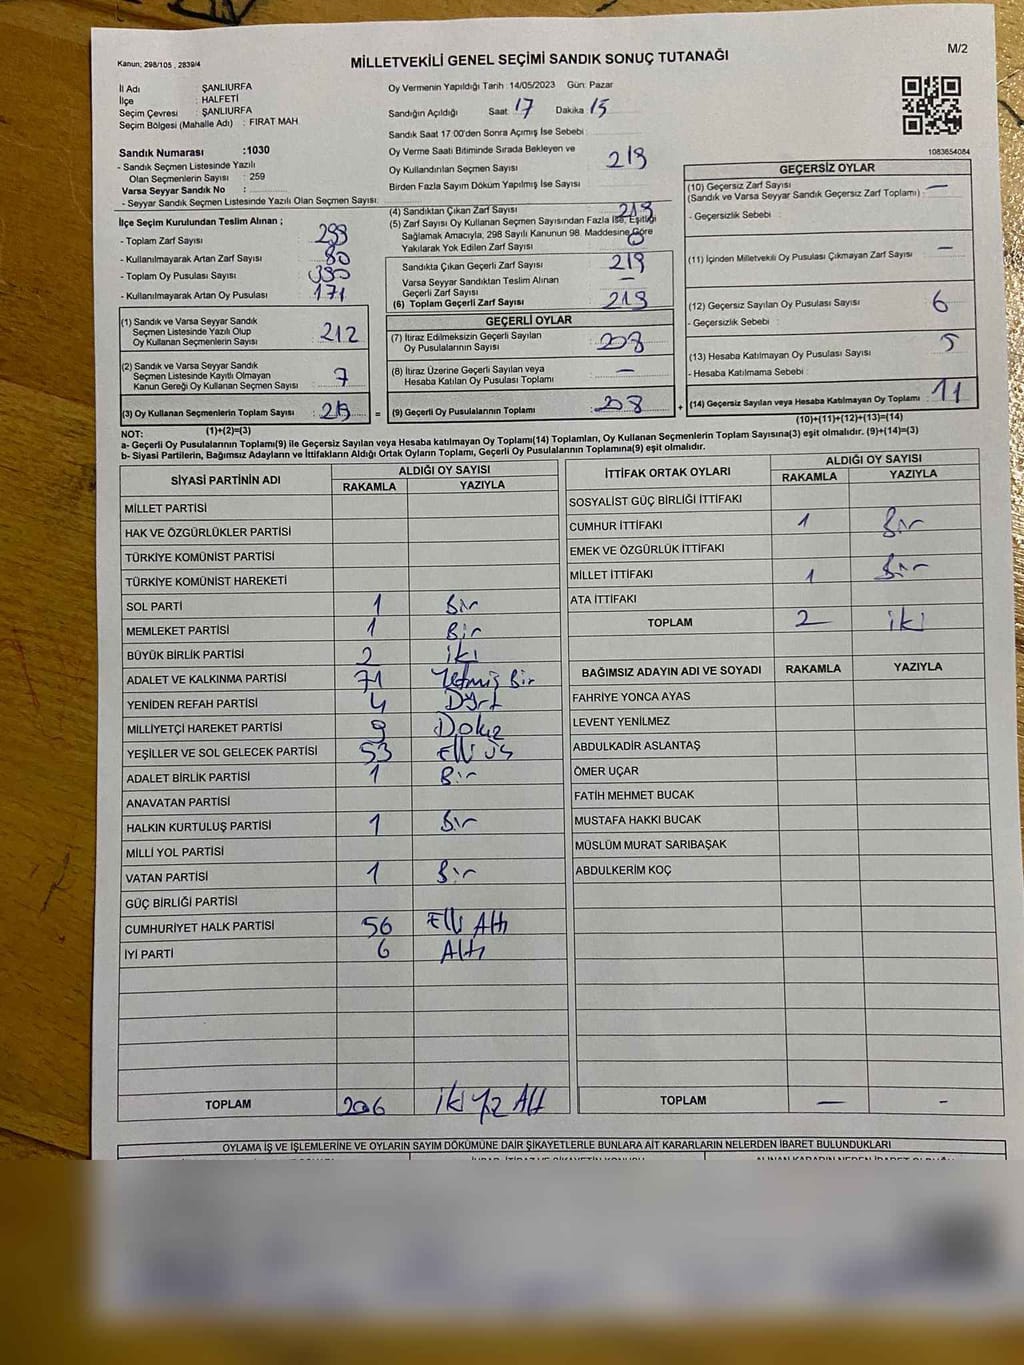 Kanun; 298/105 , 2839/4
MİLLETVEKİLİ GENEL SEÇİMİ SANDIK SONUÇ TUTANAĞI
M/2
İl Adı : ŞANLIURFA
İlçe : HALFETİ
Seçim Çevresi : ŞANLIURFA
Seçim Bölgesi (Mahalle Adı) : FIRAT MAH.
Oy Vermenin Yapıldığı Tarih : 14/05/2023 Gün: Pazar
Sandığın Açıldığı Saat: 17 Dakika: 15
Sandık Saat 17.00'den Sonra Açımış İse Sebebi :
Sandık Numarası :1030
- Sandık Seçmen Listesinde Yazılı
Olan Seçmenlerin Sayısı : 259
Varsa Seyyar Sandık No :
- Seyyar Sandık Seçmen Listesinde Yazılı Olan Seçmen Sayısı:
Oy Verme Saati Bitiminde Sırada Bekleyen ve
Oy Kullandırılan Seçmen Sayısı : 219
Birden Fazla Sayım Döküm Yapılmış İse Sayısı :
1083654084
İlçe Seçim Kurulundan Teslim Alınan ;
- Toplam Zarf Sayısı : 299
- Kullanılmayarak Artan Zarf Sayısı : 80
- Toplam Oy Pusulası Sayısı : 390
- Kullanılmayarak Artan Oy Pusulası : 171
(4) Sandıktan Çıkan Zarf Sayısı : 219
(5) Zarf Sayısı Oy Kullanan Seçmen Sayısından Fazla İse, Eşitliği
Sağlamak Amacıyla, 298 Sayılı Kanunun 98. Maddesine Göre
Yakılarak Yok Edilen Zarf Sayısı : 0
Sandıkta Çıkan Geçerli Zarf Sayısı : 219
Varsa Seyyar Sandıktan Teslim Alınan
Geçerli Zarf Sayısı : —
(6) Toplam Geçerli Zarf Sayısı : 219
GEÇERSİZ OYLAR
(10) Geçersiz Zarf Sayısı
(Sandık ve Varsa Seyyar Sandık Geçersiz Zarf Toplamı) : —
- Geçersizlik Sebebi :
(11) İçinden Milletvekili Oy Pusulası Çıkmayan Zarf Sayısı : —
(12) Geçersiz Sayılan Oy Pusulası Sayısı : 6
- Geçersizlik Sebebi :
(13) Hesaba Katılmayan Oy Pusulası Sayısı : 5
- Hesaba Katılmama Sebebi :
(14) Geçersiz Sayılan veya Hesaba Katılmayan Oy Toplamı : 11
(10)+(11)+(12)+(13)=(14)
(1) Sandık ve Varsa Seyyar Sandık
Seçmen Listesinde Yazılı Olup
Oy Kullanan Seçmenlerin Sayısı : 212
(2) Sandık ve Varsa Seyyar Sandık
Seçmen Listesinde Kayıtlı Olmayan
Kanun Gereği Oy Kullanan Seçmen Sayısı : 7
(3) Oy Kullanan Seçmenlerin Toplam Sayısı : 219 =
(1)+(2)=(3)
GEÇERLİ OYLAR
(7) İtiraz Edilmeksizin Geçerli Sayılan
Oy Pusulalarının Sayısı : 208
(8) İtiraz Üzerine Geçerli Sayılan veya
Hesaba Katılan Oy Pusulası Toplamı : —
(9) Geçerli Oy Pusulalarının Toplamı : 208 +
NOT:
a- Geçerli Oy Pusulalarının Toplamı(9) ile Geçersiz Sayılan veya Hesaba katılmayan Oy Toplamı(14) Toplamları, Oy Kullanan Seçmenlerin Toplam Sayısına(3) eşit olmalıdır. (9)+(14)=(3)
b- Siyasi Partilerin, Bağımsız Adayların ve İttifakların Aldığı Oyların Toplamı, Geçerli Oy Pusulalarının Toplamına(9) eşit olmalıdır.
SİYASİ PARTİNİN ADI ALDIĞI OY SAYISI
RAKAMLA YAZIYLA
MİLLET PARTİSİ
HAK VE ÖZGÜRLÜKLER PARTİSİ
TÜRKİYE KOMÜNİST PARTİSİ
TÜRKİYE KOMÜNİST HAREKETİ
SOL PARTİ 1 Bir
MEMLEKET PARTİSİ 1 Bir
BÜYÜK BİRLİK PARTİSİ 2 iki
ADALET VE KALKINMA PARTİSİ 71 Yetmiş Bir
YENİDEN REFAH PARTİSİ 4 Dört
MİLLİYETÇİ HAREKET PARTİSİ 9 Dokuz
YEŞİLLER VE SOL GELECEK PARTİSİ 53 Elli üç
ADALET BİRLİK PARTİSİ 1 Bir
ANAVATAN PARTİSİ
HALKIN KURTULUŞ PARTİSİ 1 Bir
MİLLİ YOL PARTİSİ
VATAN PARTİSİ 1 Bir
GÜÇ BİRLİĞİ PARTİSİ
CUMHURİYET HALK PARTİSİ 56 Elli Altı
İYİ PARTİ 6 Altı
TOPLAM 206 iki yüz Altı
İTTİFAK ORTAK OYLARI ALDIĞI OY SAYISI
RAKAMLA YAZIYLA
SOSYALİST GÜÇ BİRLİĞİ İTTİFAKI
CUMHUR İTTİFAKI 1 Bir
EMEK VE ÖZGÜRLÜK İTTİFAKI
MİLLET İTTİFAKI 1 Bir
ATA İTTİFAKI
TOPLAM 2 iki
BAĞIMSIZ ADAYIN ADI VE SOYADI RAKAMLA YAZIYLA
FAHRİYE YONCA AYAS
LEVENT YENİLMEZ
ABDULKADİR ASLANTAŞ
ÖMER UÇAR
FATİH MEHMET BUCAK
MUSTAFA HAKKI BUCAK
MÜSLÜM MURAT SARIBAŞAK
ABDULKERİM KOÇ
TOPLAM — -
OYLAMA İŞ VE İŞLEMLERİNE VE OYLARIN SAYIM DÖKÜMÜNE DAİR ŞİKAYETLERLE BUNLARA AİT KARARLARIN NELERDEN İBARET BULUNDUKLARI